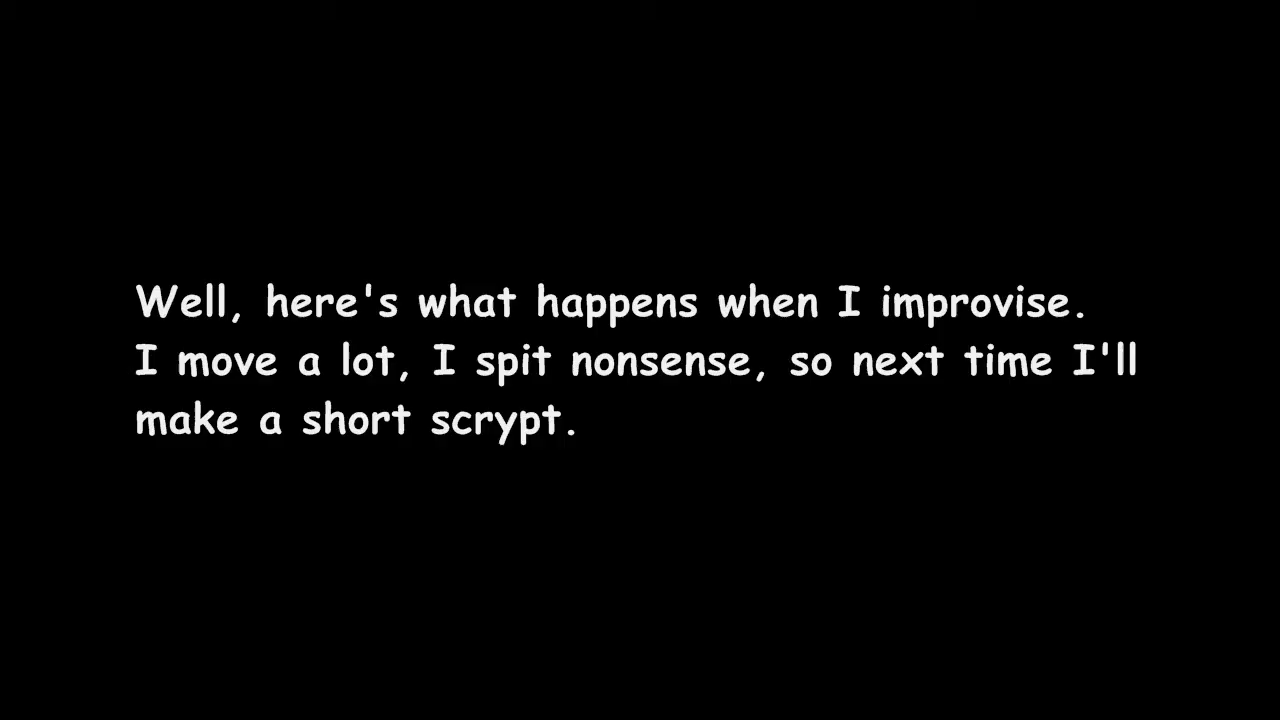 Well, here's what happens when I improvise.
I move a lot, I spit nonsense, so next time I'll
make a short scrypt.